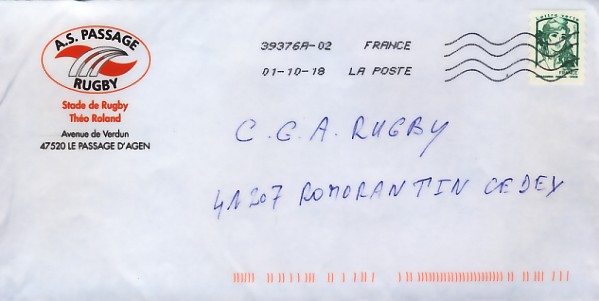 A.S. PASSAGE
RUGBY
Stade de Rugby
Théo Roland
Avenue de Verdun
47520 LE PASSAGE D'AGEN
39376A-02 FRANCE
01-10-18 LA POSTE
C.G.A. RUGBY
41207 ROMORANTIN CEDEX